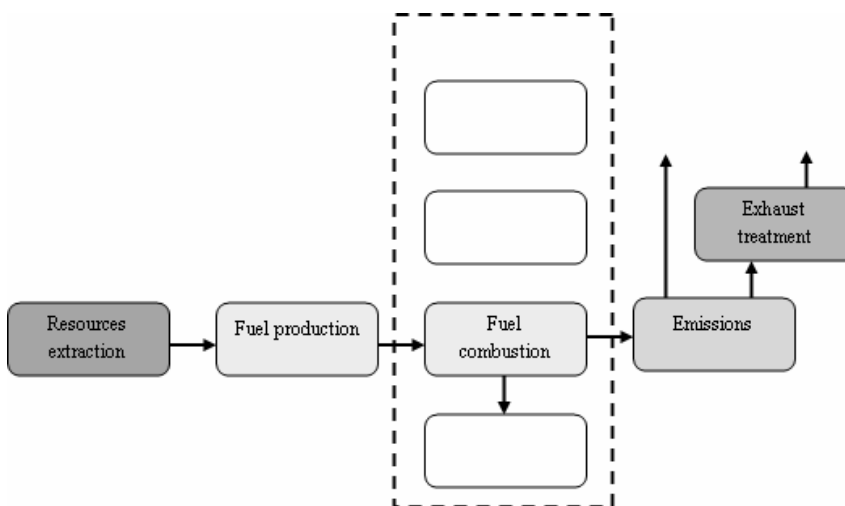 Exhaust
treatment
Resources
extraction
Fuel production
Fuel
combustion
Emissions